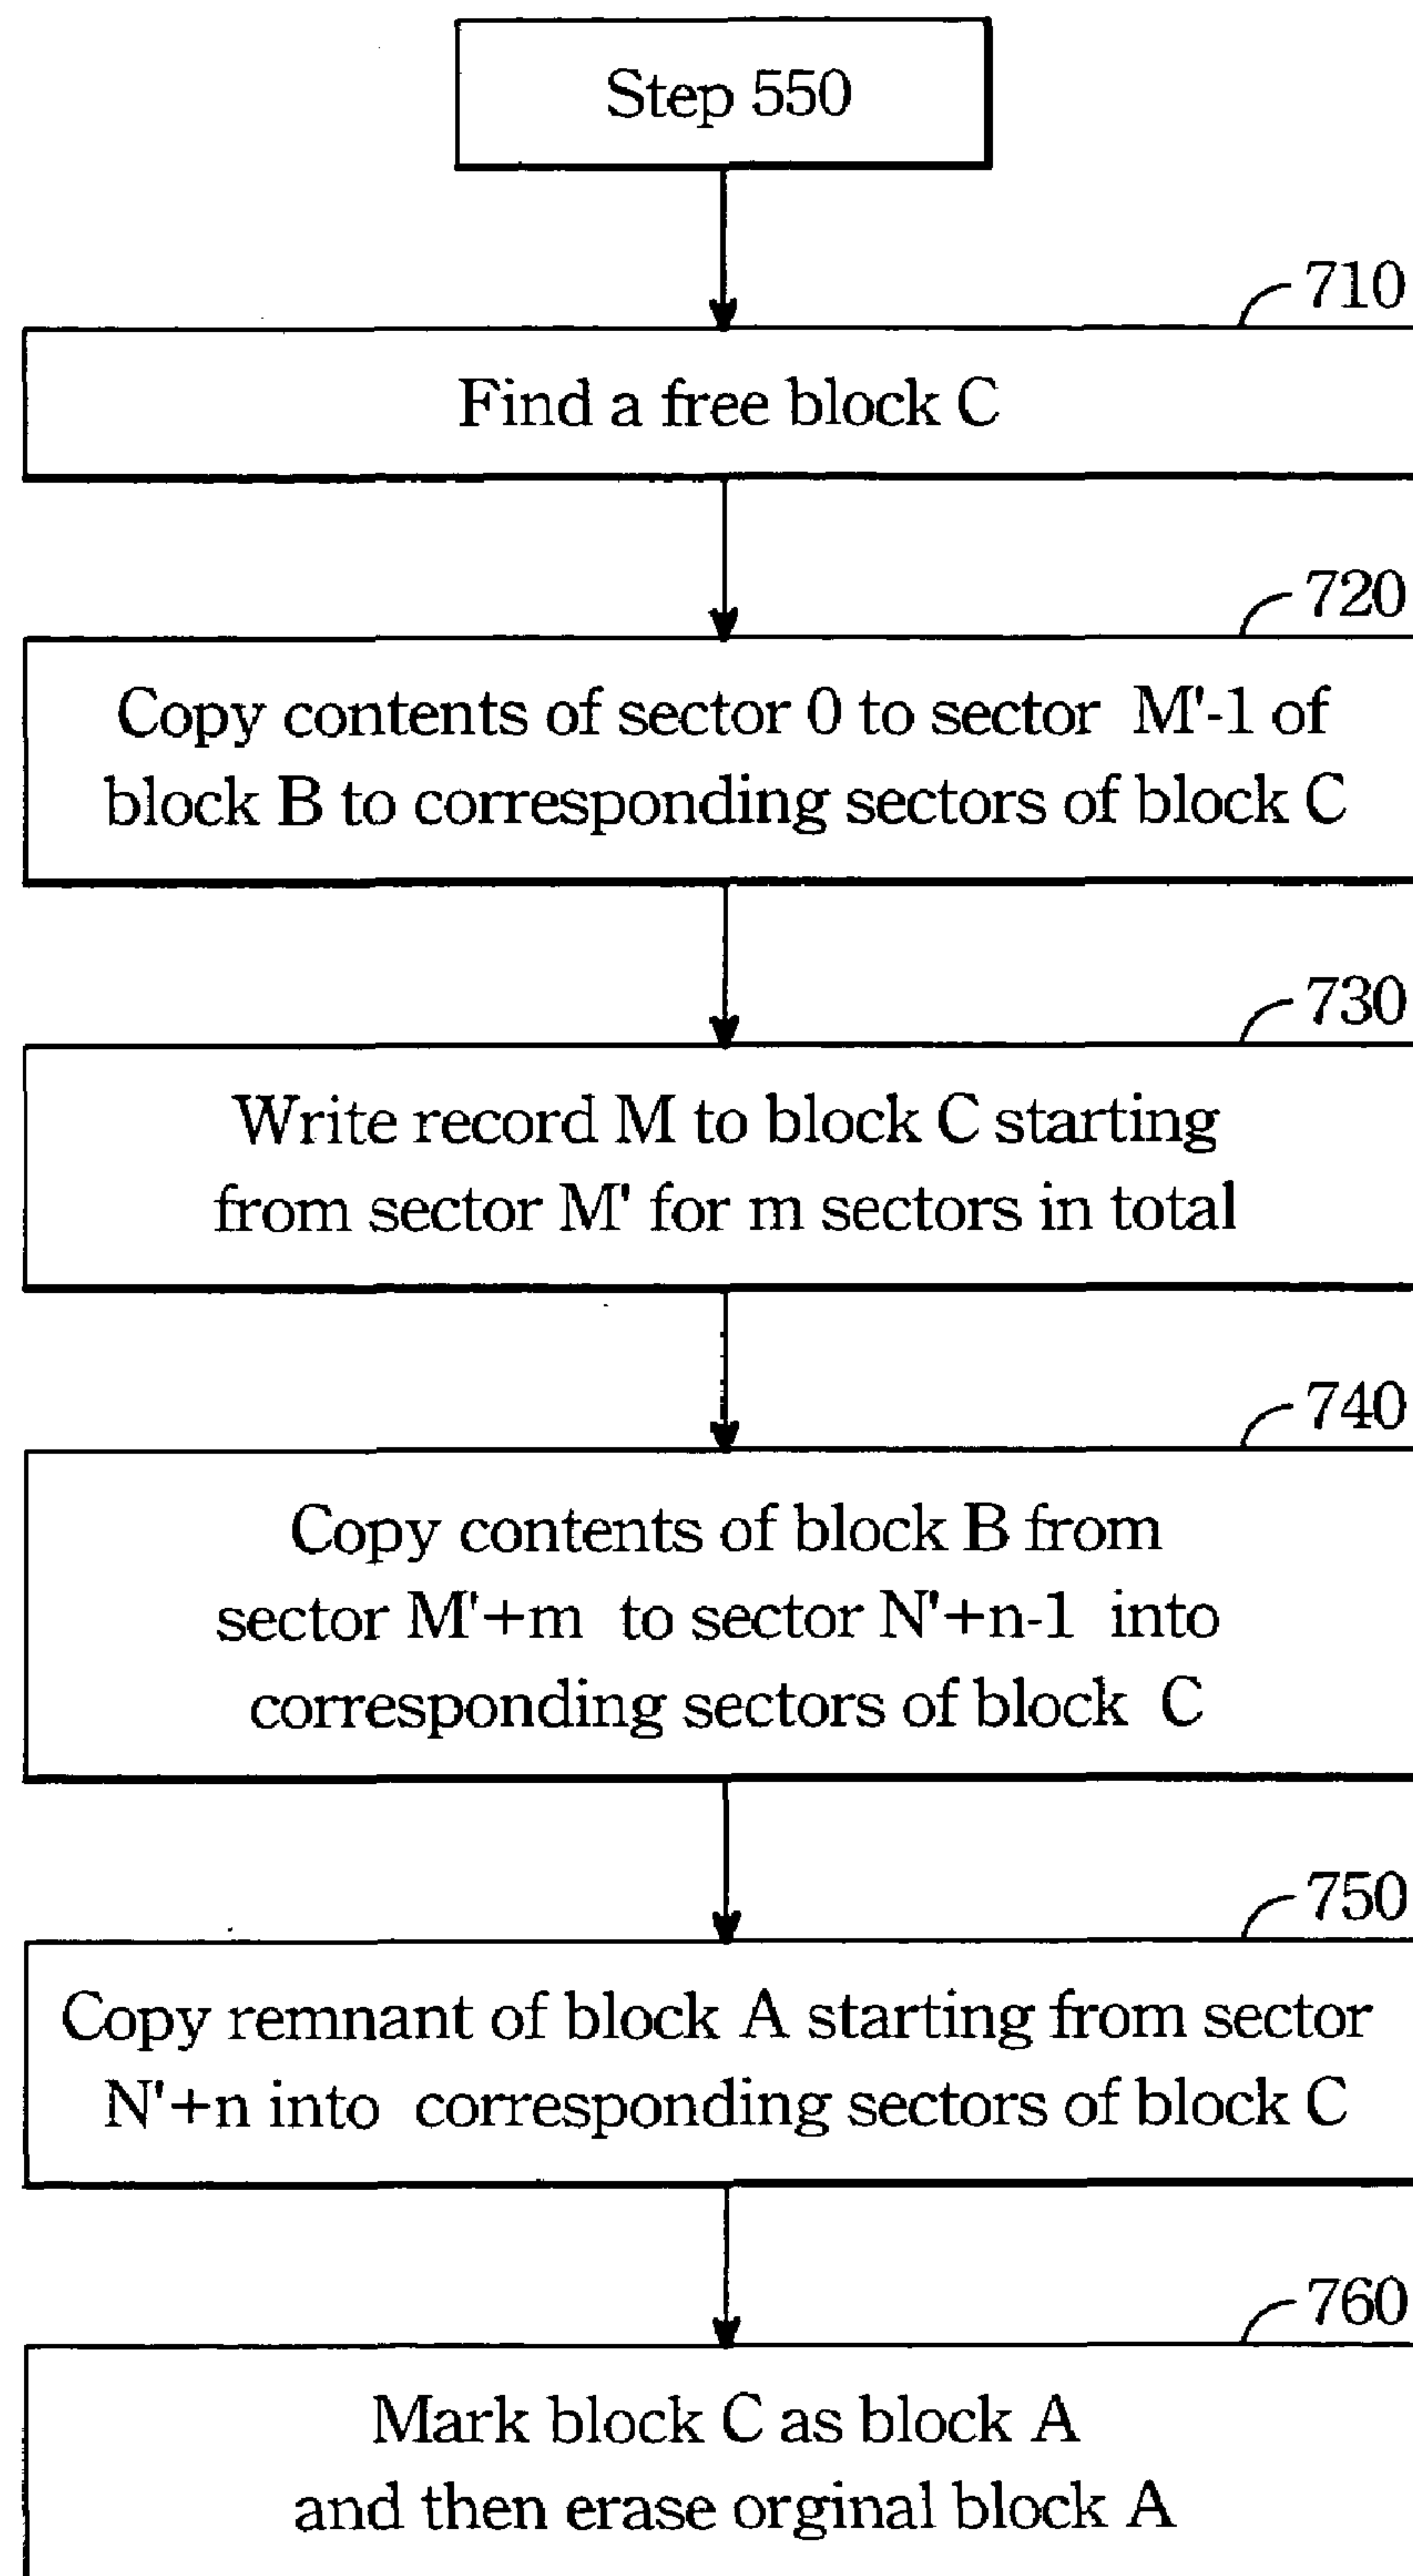 Step 550
710
Find a free block C
720
Copy contents of sector 0 to sector M'-1 of
block B to corresponding sectors of block C
730
Write record M to block C starting
from sector M' for m sectors in total
740
Copy contents of block B from
sector M'+m to sector N'+n-1 into
corresponding sectors of block C
750
Copy remnant of block A starting from sector
N'+n into corresponding sectors of block C
760
Mark block C as block A
and then erase orginal block A